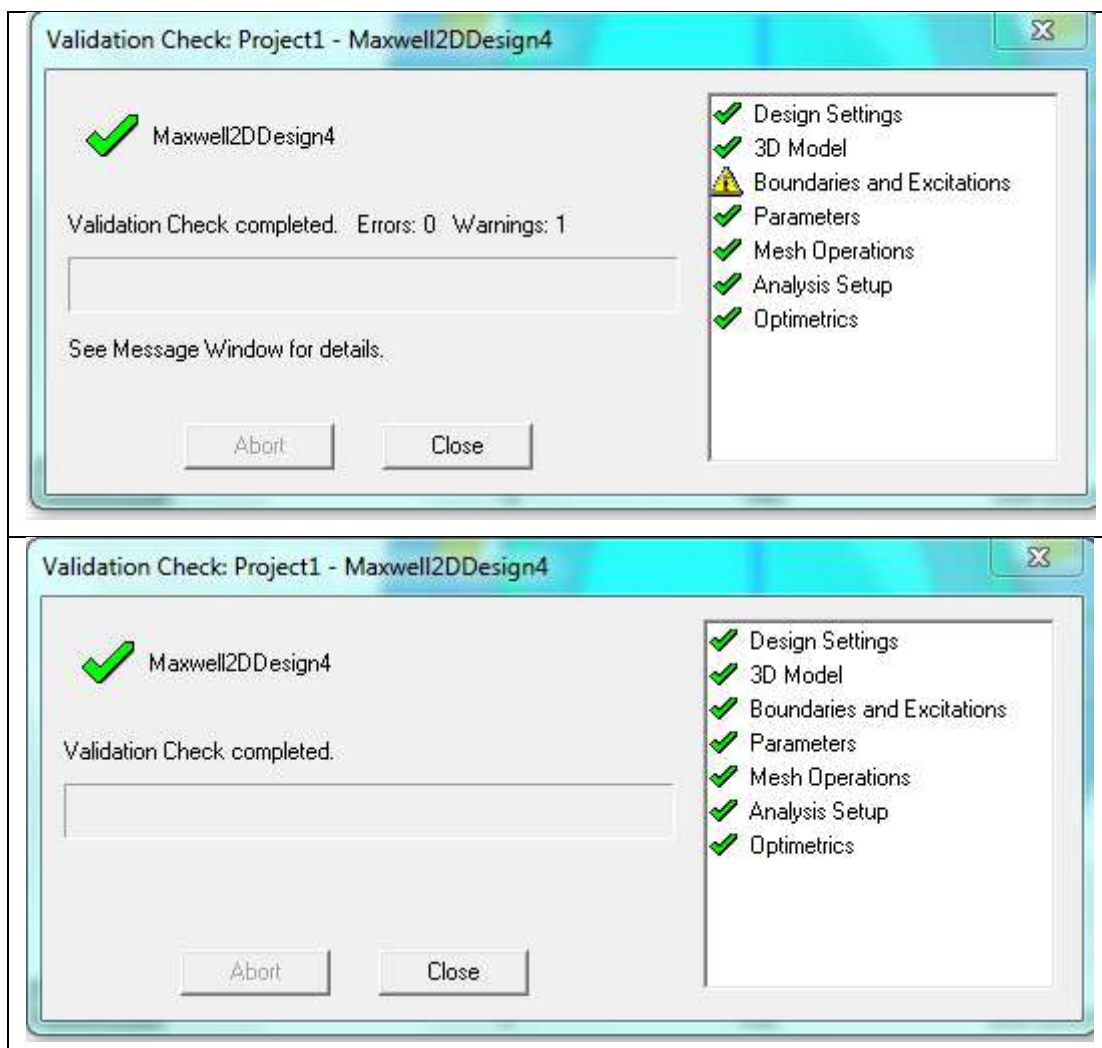 Validation Check: Project1 - Maxwell2DDesign4
Maxwell2DDesign4
Validation Check completed. Errors: 0 Warnings: 1
See Message Window for details.
Abort
Close
Design Settings
3D Model
Boundaries and Excitations
Parameters
Mesh Operations
Analysis Setup
Optimetrics
Validation Check: Project1 - Maxwell2DDesign4
Maxwell2DDesign4
Validation Check completed.
Abort
Close
Design Settings
3D Model
Boundaries and Excitations
Parameters
Mesh Operations
Analysis Setup
Optimetrics